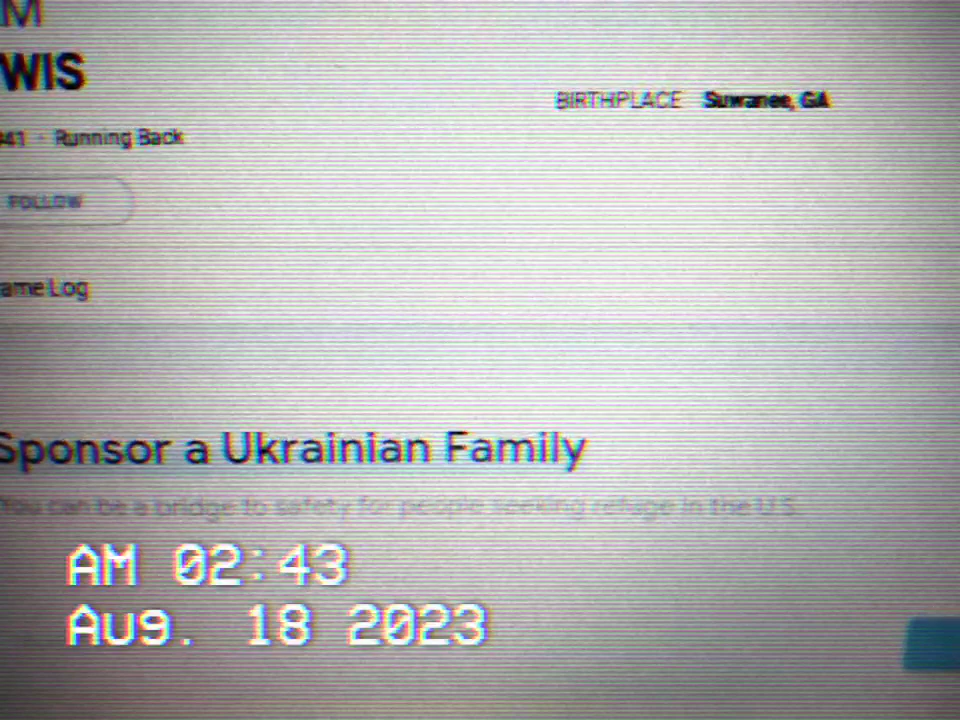 M
WIS
BIRTHPLACE Suwanee, GA
941 · Running Back
FOLLOW
ame Log
Sponsor a Ukrainian Family
You can be a bridge to safety for people seeking refuge in the U.S.
AM 02:43
Aug. 18 2023